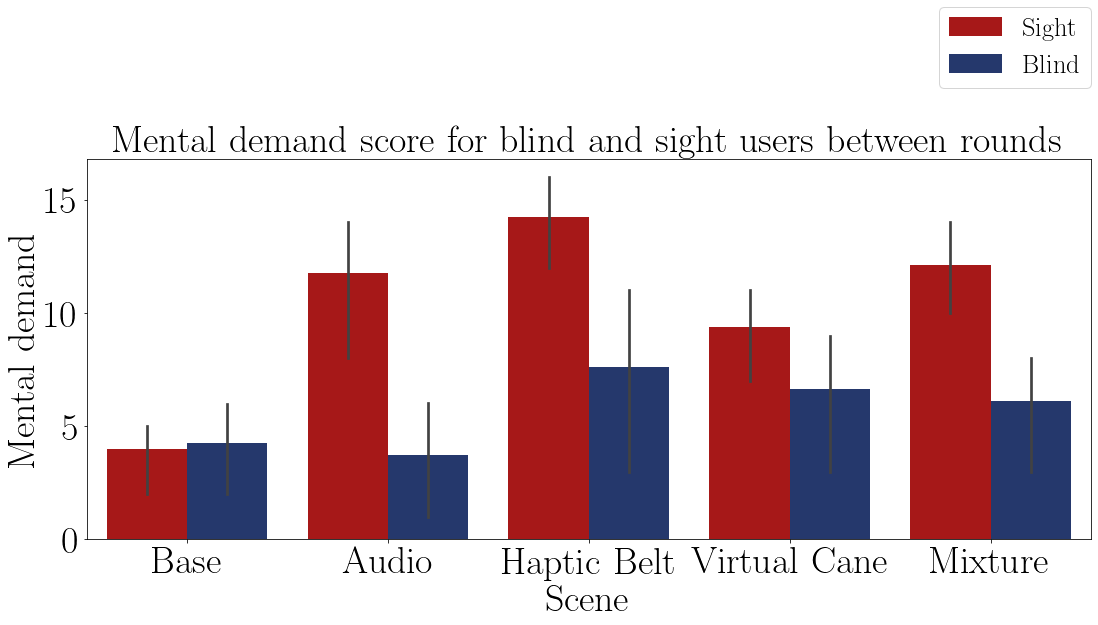 Sight
Blind
Mental demand score for blind and sight users between rounds
Mental demand
15
10
5
0
Base Audio Haptic Belt Virtual Cane Mixture
Scene